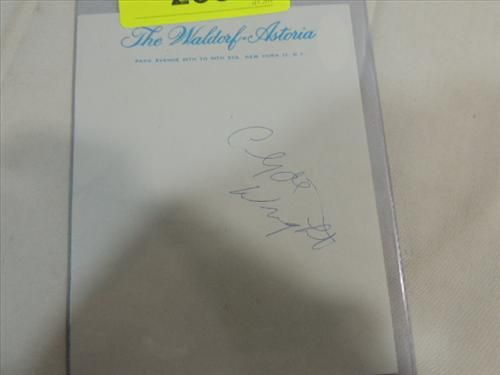 The Waldorf-Astoria
PARK AVENUE 49TH TO 50TH STS. NEW YORK 22, N. Y.
Clyde
Wright